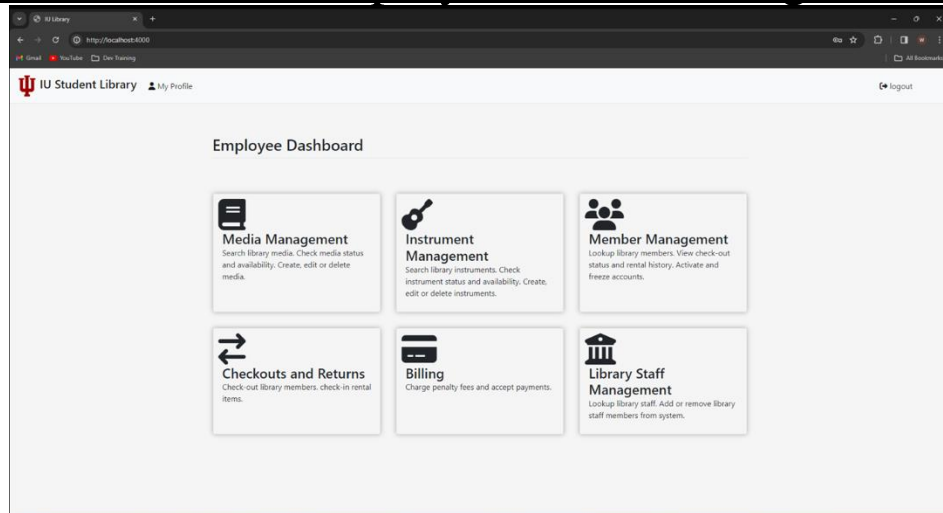 IU Library
http://localhost:4000
Gmail
YouTube
Dev Training
All Bookmarks
IU Student Library
My Profile
logout
Employee Dashboard
Media Management
Search library media. Check media status
and availability. Create, edit or delete
media.
Instrument
Management
Search library instruments. Check
instrument status and availability. Create,
edit or delete instruments.
Member Management
Lookup library members. View check-out
status and rental history. Activate and
freeze accounts.
Checkouts and Returns
Check-out library members. check-in rental
items.
Billing
Charge penalty fees and accept payments.
Library Staff
Management
Lookup library staff. Add or remove library
staff members from system.